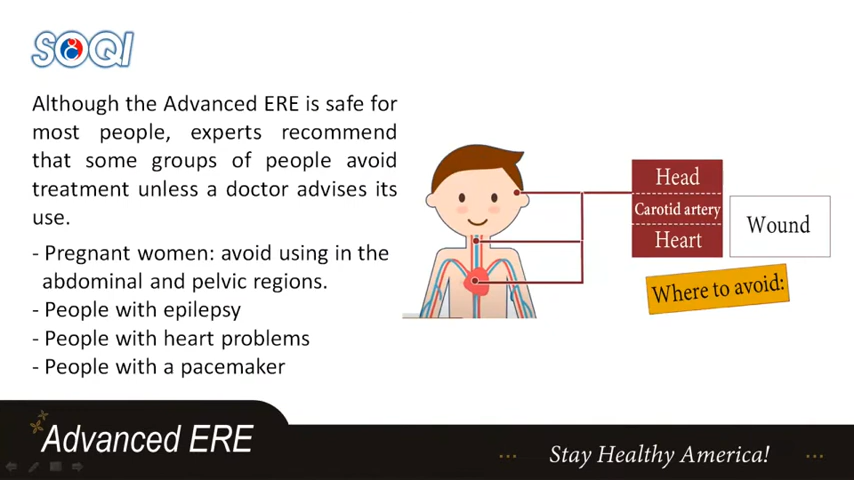 SOQI
Although the Advanced ERE is safe for
most people, experts recommend
that some groups of people avoid
treatment unless a doctor advises its
use.
- Pregnant women: avoid using in the
abdominal and pelvic regions.
- People with epilepsy
- People with heart problems
- People with a pacemaker
Head
Carotid artery
Heart
Wound
Where to avoid:
Advanced ERE
Stay Healthy America!